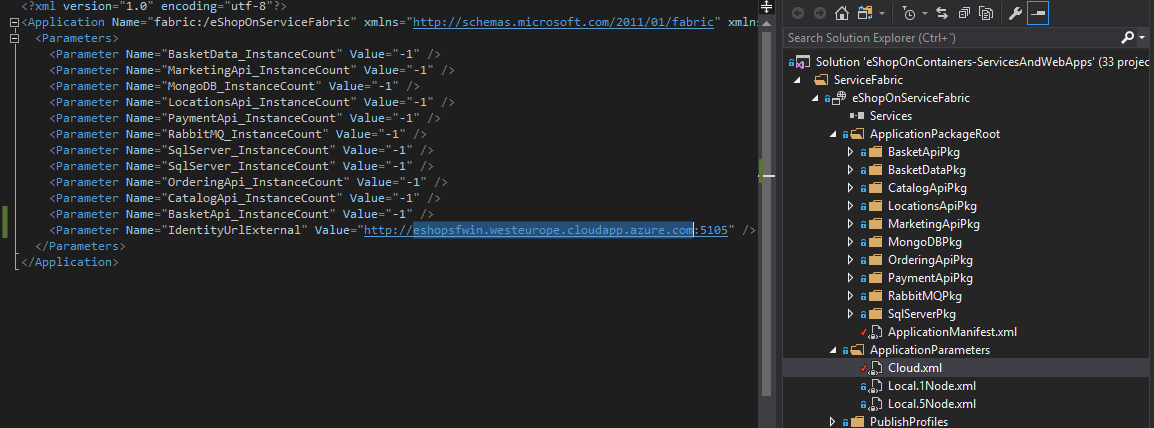 <?xml version="1.0" encoding="utf-8"?>
<Application Name="fabric:/eShopOnServiceFabric" xmlns="http://schemas.microsoft.com/2011/01/fabric" xmlns
<Parameters>
<Parameter Name="BasketData_InstanceCount" Value="-1" />
<Parameter Name="MarketingApi_InstanceCount" Value="-1" />
<Parameter Name="MongoDB_InstanceCount" Value="-1" />
<Parameter Name="LocationsApi_InstanceCount" Value="-1" />
<Parameter Name="PaymentApi_InstanceCount" Value="-1" />
<Parameter Name="RabbitMQ_InstanceCount" Value="-1" />
<Parameter Name="SqlServer_InstanceCount" Value="-1" />
<Parameter Name="SqlServer_InstanceCount" Value="-1" />
<Parameter Name="OrderingApi_InstanceCount" Value="-1" />
<Parameter Name="CatalogApi_InstanceCount" Value="-1" />
<Parameter Name="BasketApi_InstanceCount" Value="-1" />
<Parameter Name="IdentityUrlExternal" Value="http://eshopsfwin.westeurope.cloudapp.azure.com:5105" />
</Parameters>
</Application>
Search Solution Explorer (Ctrl+`)
Solution 'eShopOnContainers-ServicesAndWebApps' (33 projec
ServiceFabric
eShopOnServiceFabric
Services
ApplicationPackageRoot
BasketApiPkg
BasketDataPkg
CatalogApiPkg
LocationsApiPkg
MarketingApiPkg
MongoDBPkg
OrderingApiPkg
PaymentApiPkg
RabbitMQPkg
SqlServerPkg
ApplicationManifest.xml
ApplicationParameters
Cloud.xml
Local.1Node.xml
Local.5Node.xml
PublishProfiles